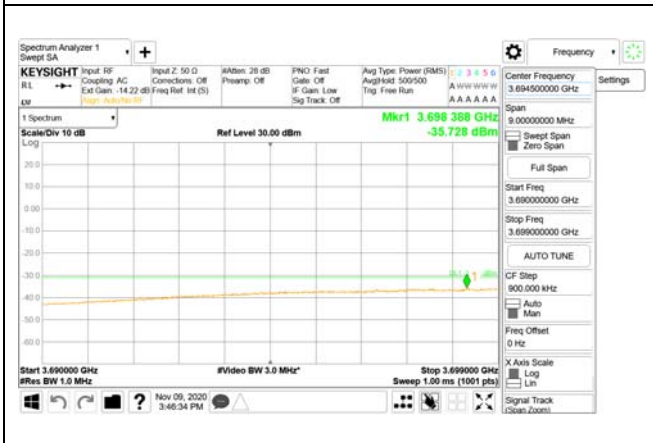 Spectrum Analyzer 1
Swept SA
+
Frequency
KEYSIGHT
RL
Input: RF
Coupling: AC
Ext Gain: -14.22 dB
Align: Auto/No RF
Input Z: 50 Ω
Corrections: Off
Freq Ref: Int (S)
#Atten: 28 dB
Preamp: Off
PNO: Fast
Gate: Off
IF Gain: Low
Sig Track: Off
Avg Type: Power (RMS)
Avg|Hold: 500/500
Trig: Free Run
1 2 3 4 5 6
A W W W W W
A A A A A A
1 Spectrum
Scale/Div 10 dB
Log
Ref Level 30.00 dBm
Mkr1 3.698 388 GHz
-35.728 dBm
20.0
10.0
0.00
-10.0
-20.0
-30.0
-40.0
-50.0
-60.0
1
Start 3.690000 GHz
#Res BW 1.0 MHz
#Video BW 3.0 MHz*
Stop 3.699000 GHz
Sweep 1.00 ms (1001 pts)
Nov 09, 2020
3:46:34 PM
?
Center Frequency
3.694500000 GHz
Settings
Span
9.00000000 MHz
Swept Span
Zero Span
Full Span
Start Freq
3.690000000 GHz
Stop Freq
3.699000000 GHz
AUTO TUNE
CF Step
900.000 kHz
Auto
Man
Freq Offset
0 Hz
X Axis Scale
Log
Lin
Signal Track
(Span Zoom)